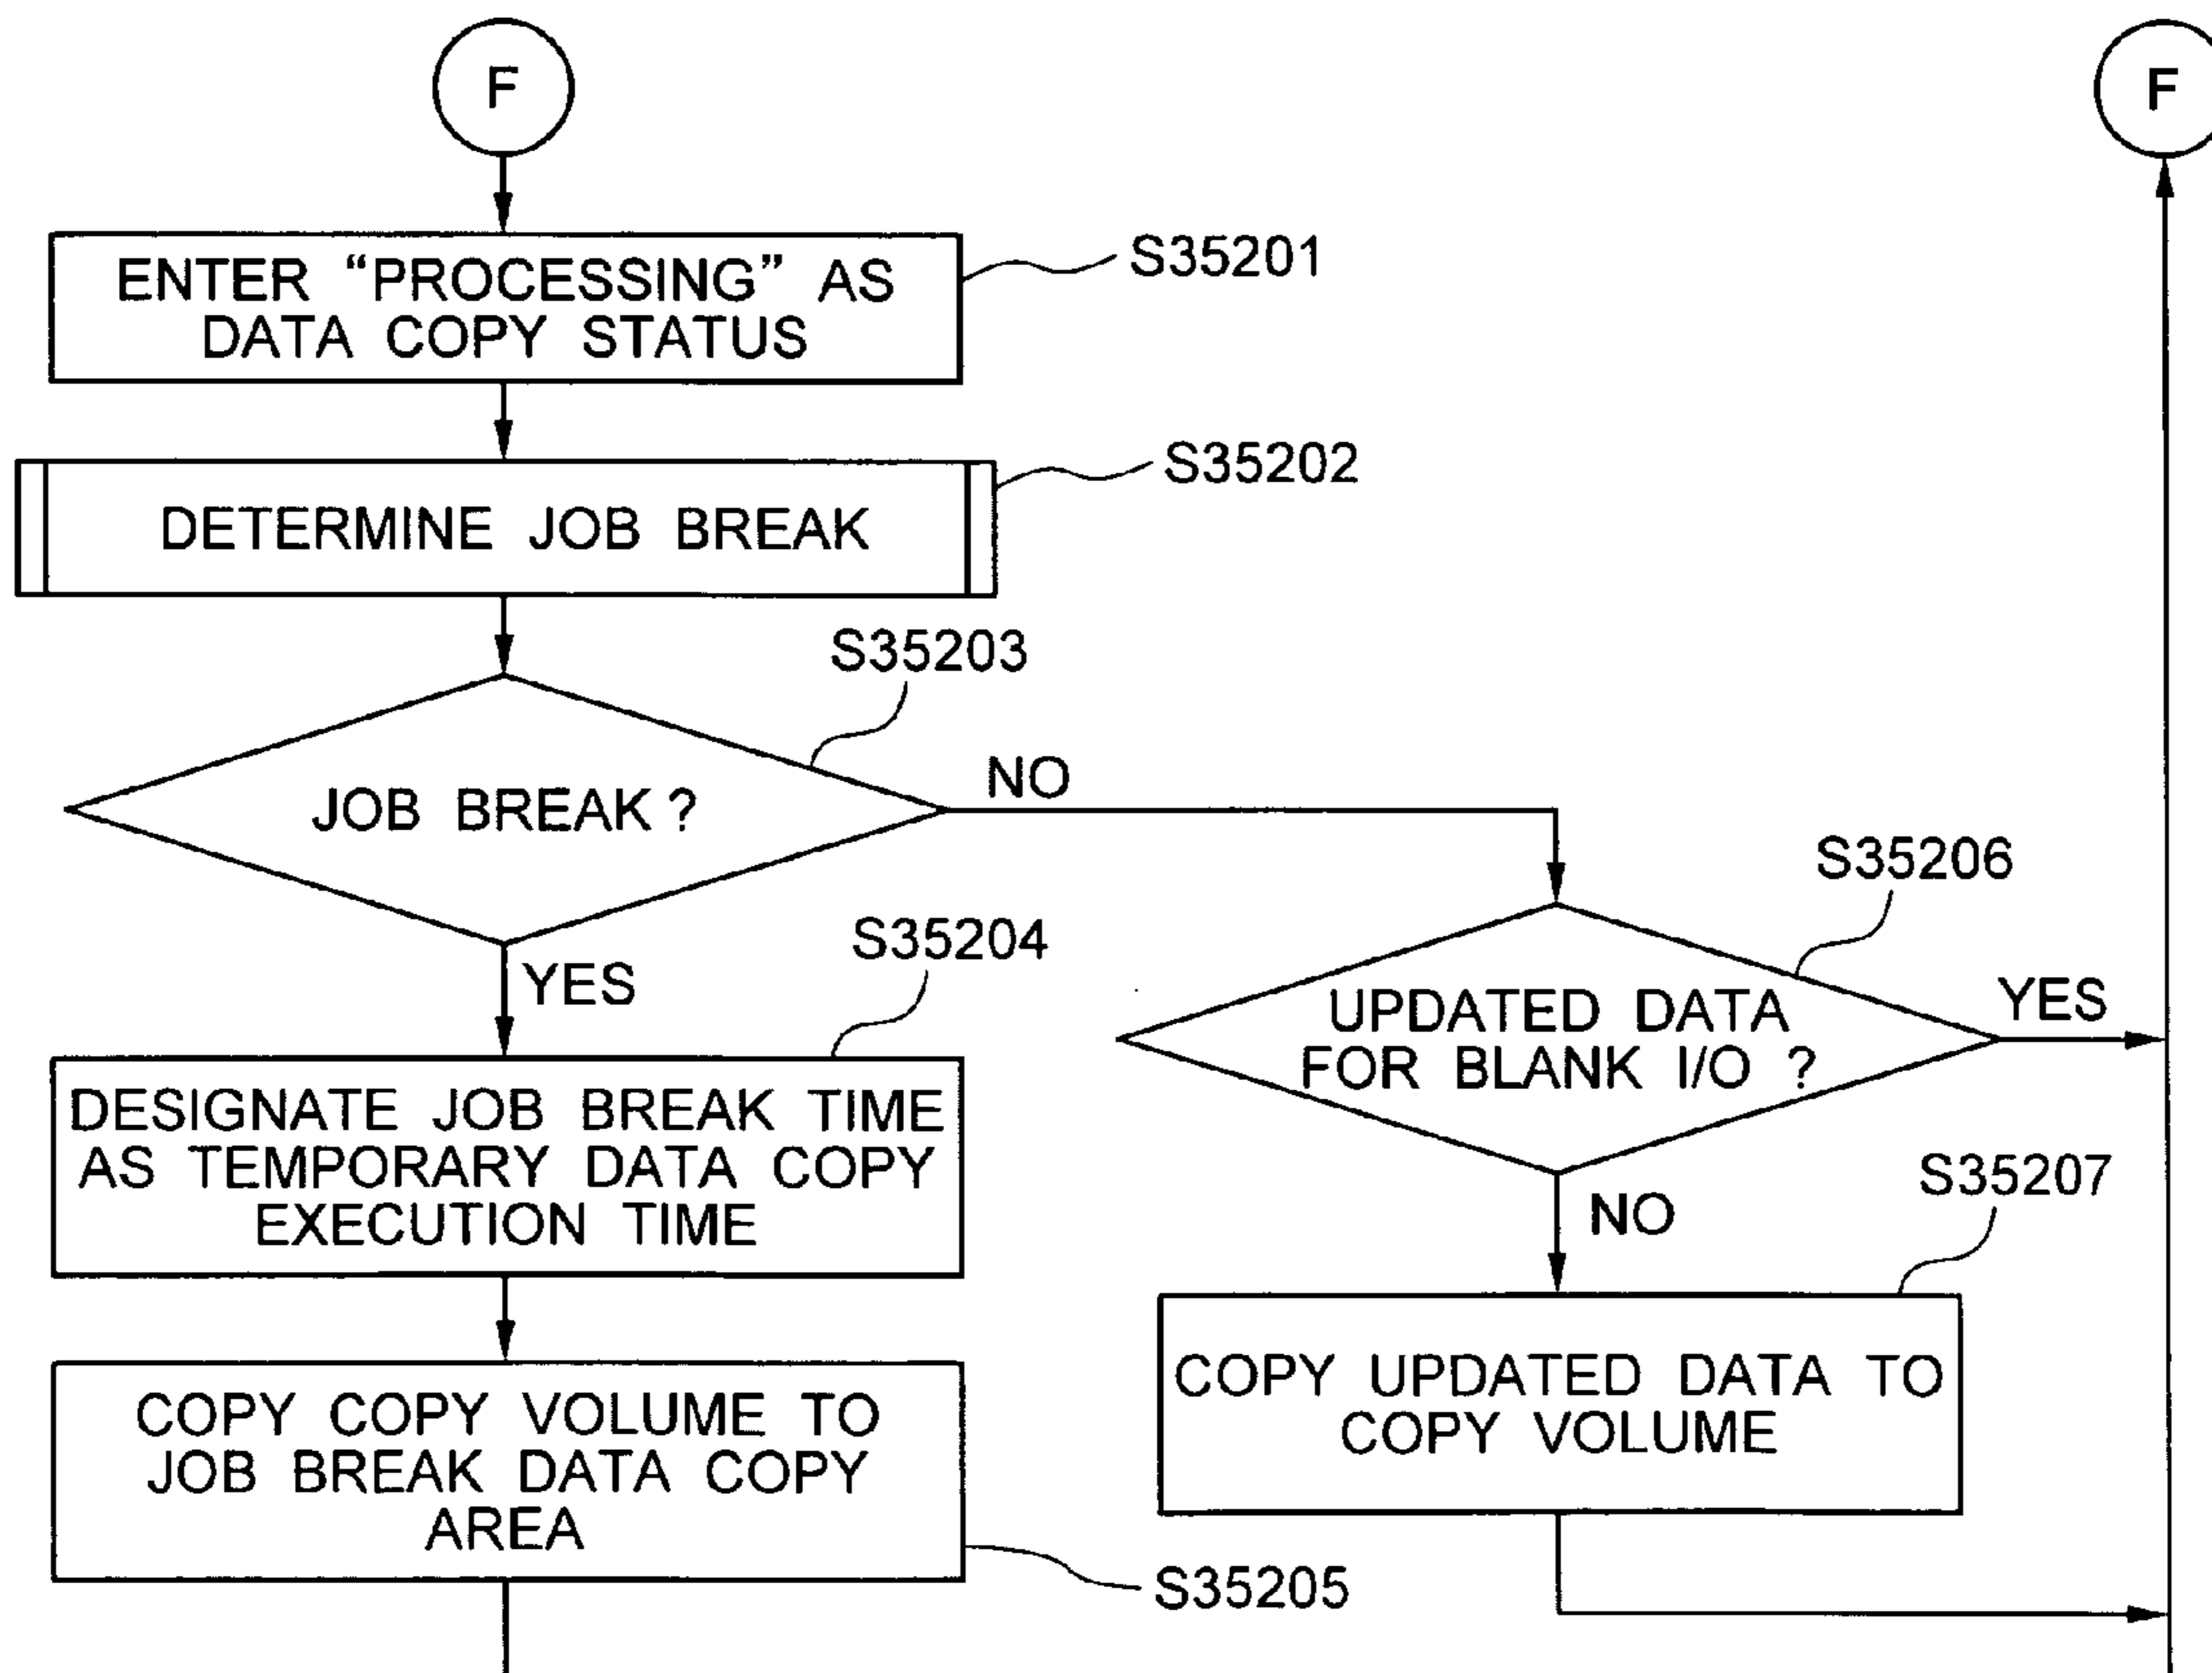 F
F
ENTER “PROCESSING” AS
DATA COPY STATUS
S35201
DETERMINE JOB BREAK
S35202
S35203
JOB BREAK ?
NO
YES
S35204
DESIGNATE JOB BREAK TIME
AS TEMPORARY DATA COPY
EXECUTION TIME
COPY COPY VOLUME TO
JOB BREAK DATA COPY
AREA
S35205
S35206
UPDATED DATA
FOR BLANK I/O ?
YES
NO
S35207
COPY UPDATED DATA TO
COPY VOLUME